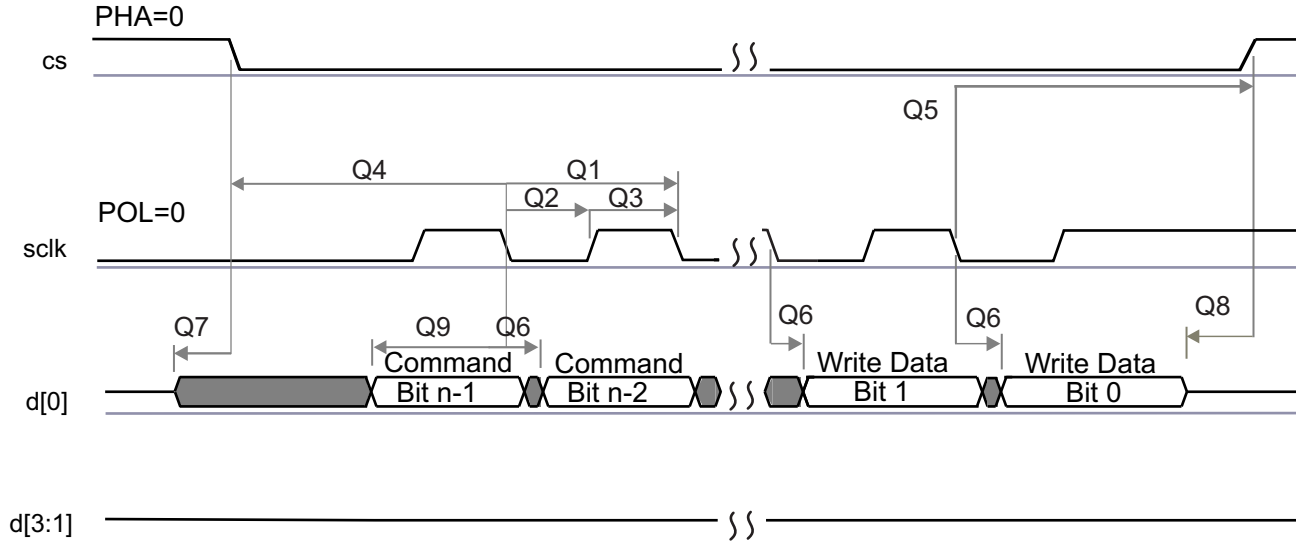 PHA=0
cs
Q5
Q4 Q1
Q2 Q3
POL=0
sclk
Q7 Q9 Q6 Q6 Q6 Q8
Command Command Write Data Write Data
d[0] Bit n-1 Bit n-2 Bit 1 Bit 0
d[3:1]